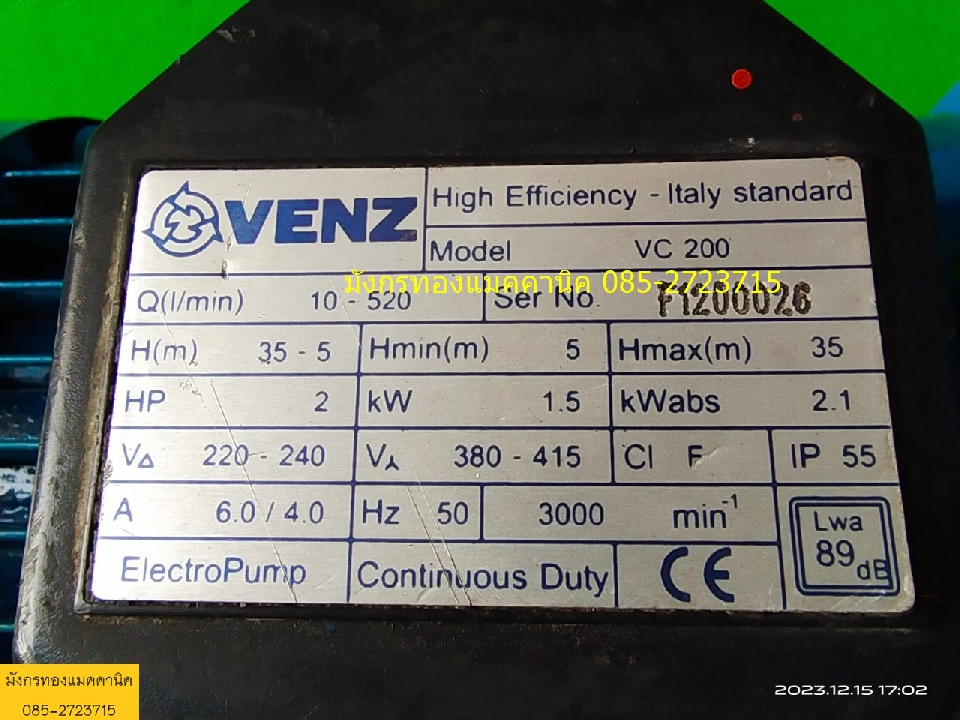 VENZ
High Efficiency - Italy standard
Model VC 200
มังกรทองแมคคานิค 085-2723715
Q(l/min) 10 - 520 Ser No. F1200026
H(m) 35 - 5 Hmin(m) 5 Hmax(m) 35
HP 2 kW 1.5 kWabs 2.1
V∆ 220 - 240 V⅄ 380 - 415 Cl F IP 55
A 6.0 / 4.0 Hz 50 3000 min-1
Lwa
89 dB
ElectroPump Continuous Duty CE
มังกรทองแมคคานิค
085-2723715
2023.12.15 17:02